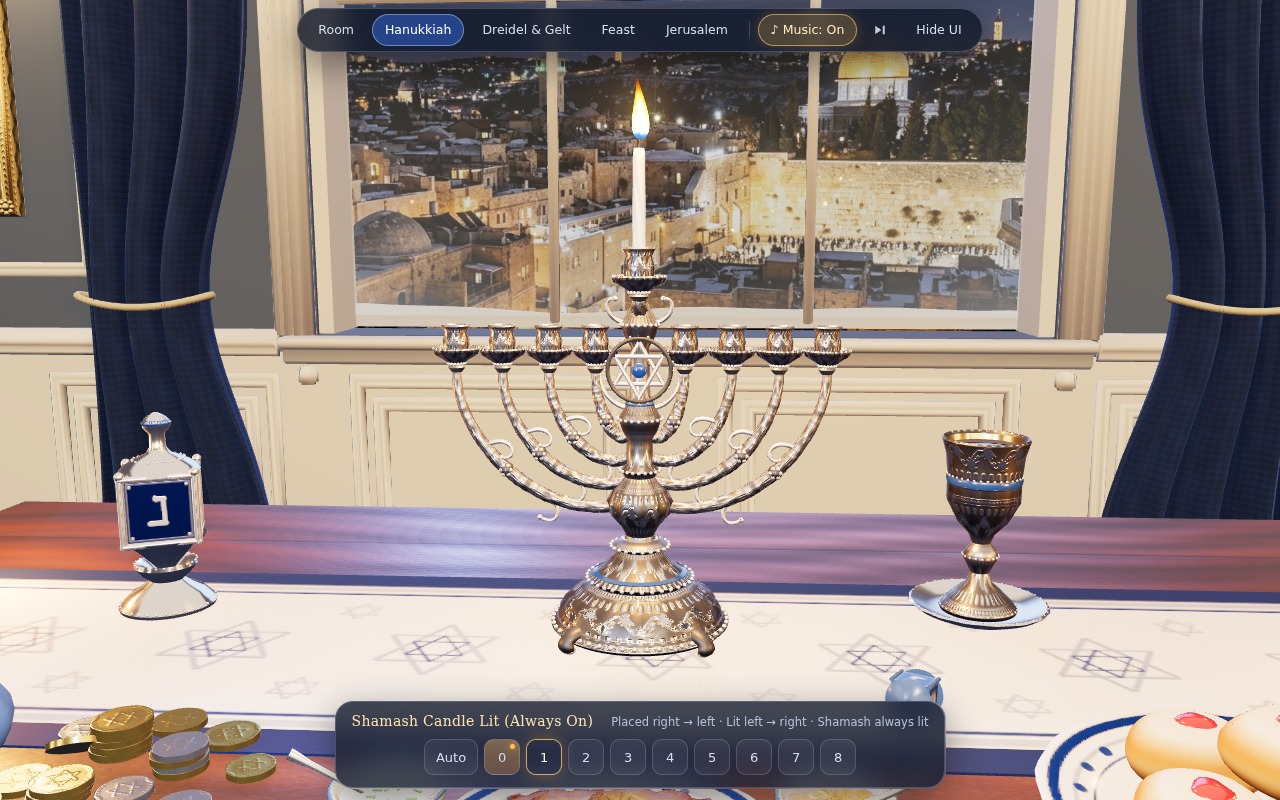 Room Hanukkiah Dreidel & Gelt Feast Jerusalem ♪ Music: On Hide UI
נ
Shamash Candle Lit (Always On) Placed right → left · Lit left → right · Shamash always lit
Auto 0 1 2 3 4 5 6 7 8